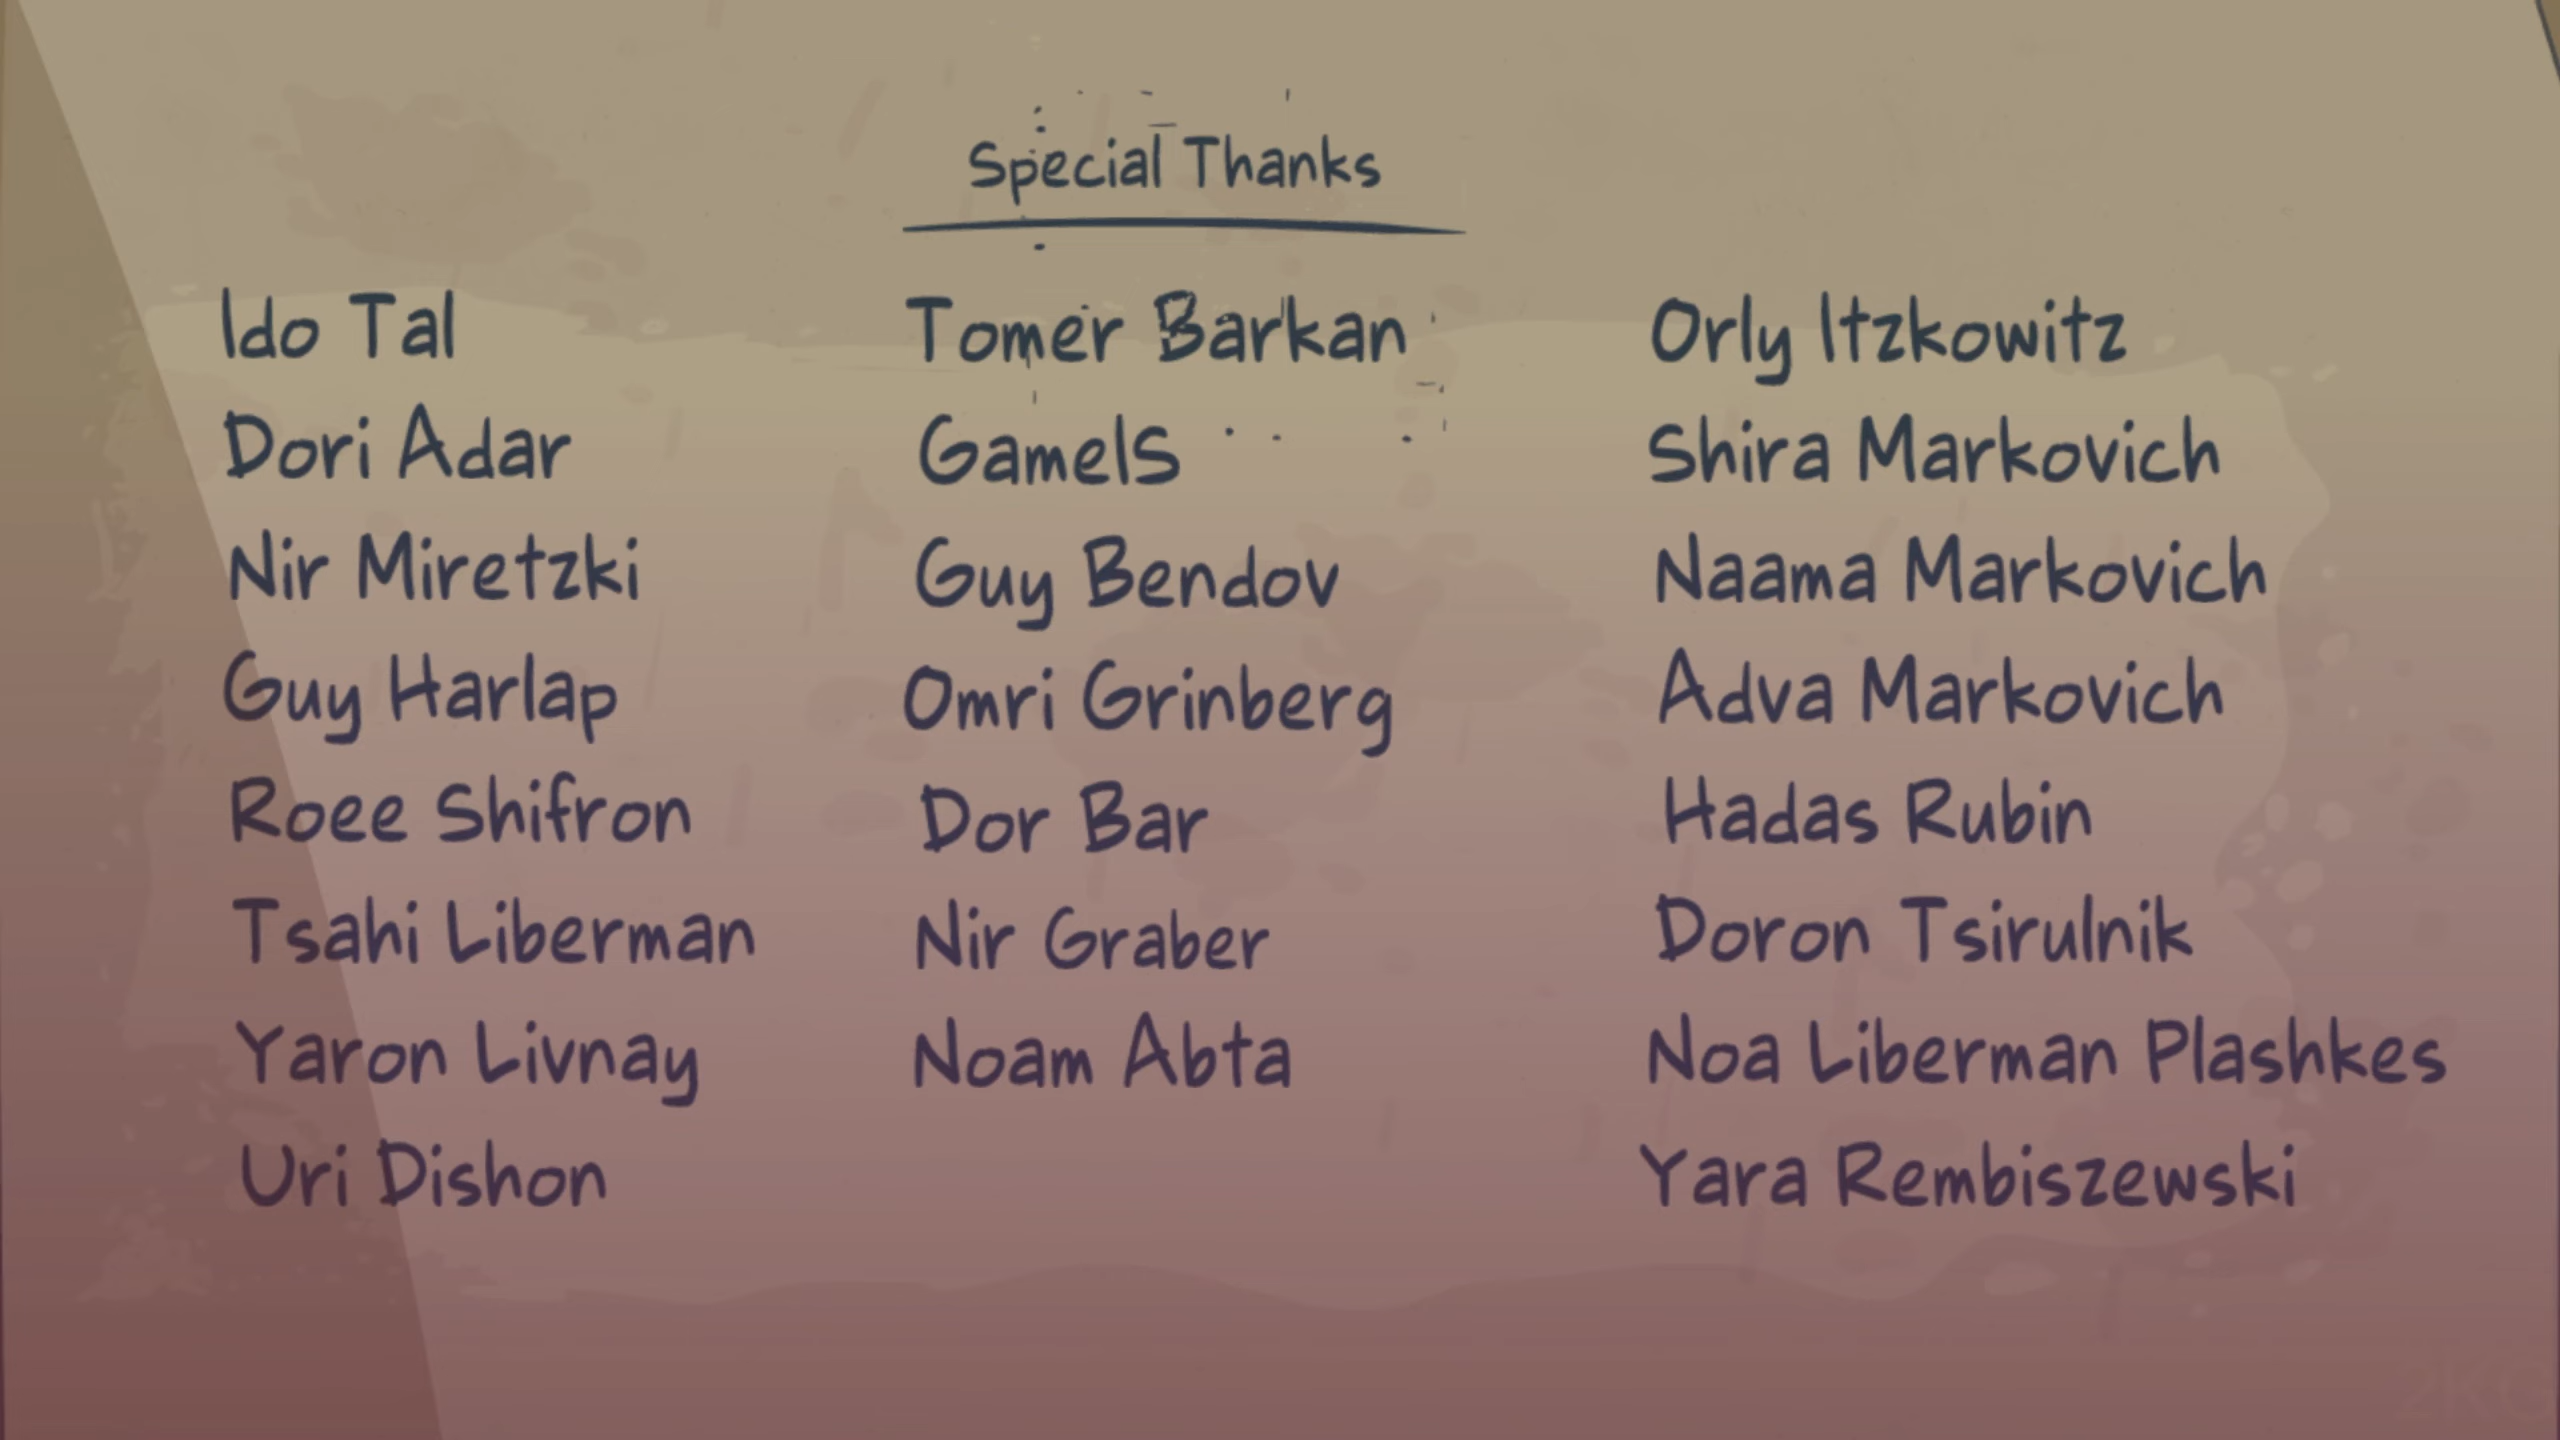 Special Thanks
Ido Tal
Dori Adar
Nir Miretzki
Guy Harlap
Roee Shifron
Tsahi Liberman
Yaron Livnay
Uri Dishon
Tomer Barkan
GameIS
Guy Bendov
Omri Grinberg
Dor Bar
Nir Graber
Noam Abta
Orly Itzkowitz
Shira Markovich
Naama Markovich
Adva Markovich
Hadas Rubin
Doron Tsirulnik
Noa Liberman Plashkes
Yara Rembiszewski